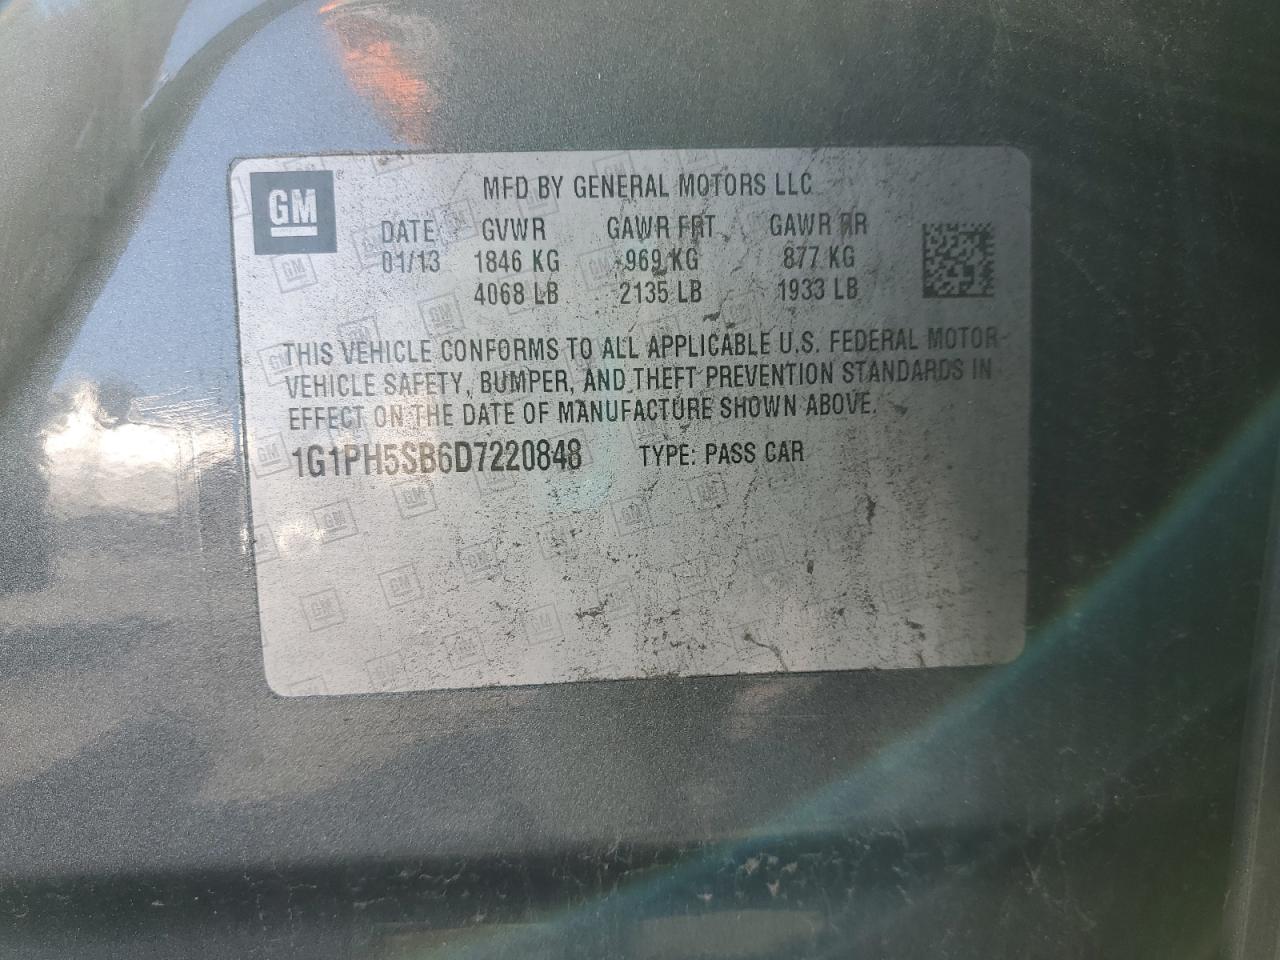 GM
MFD BY GENERAL MOTORS LLC
DATE GVWR GAWR FRT GAWR RR
01/13 1846 KG 969 KG 877 KG
4068 LB 2135 LB 1933 LB
THIS VEHICLE CONFORMS TO ALL APPLICABLE U.S. FEDERAL MOTOR
VEHICLE SAFETY, BUMPER, AND THEFT PREVENTION STANDARDS IN
EFFECT ON THE DATE OF MANUFACTURE SHOWN ABOVE.
1G1PH5SB6D7220848 TYPE: PASS CAR